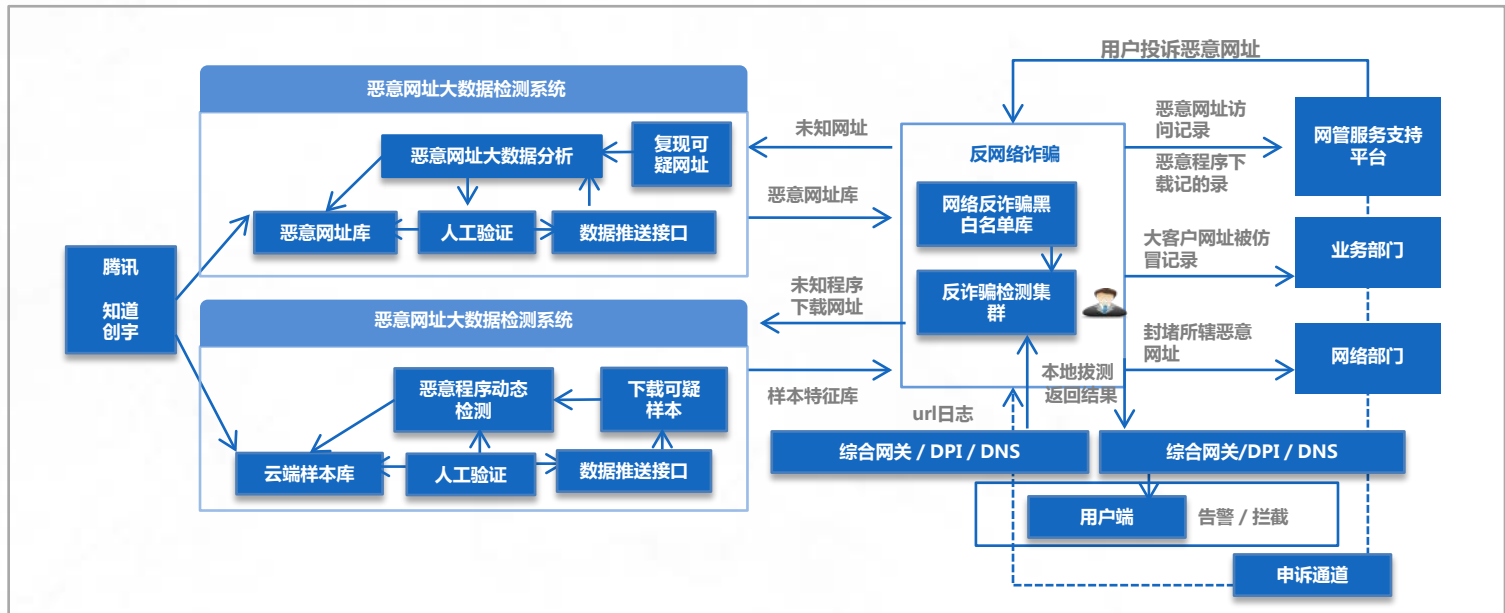 用户投诉恶意网址
恶意网址大数据检测系统
恶意网址大数据分析
复现可
疑网址
恶意网址库
人工验证
数据推送接口
腾讯
知道
创宇
恶意网址大数据检测系统
恶意程序动态
检测
下载可疑
样本
云端样本库
人工验证
数据推送接口
未知网址
恶意网址库
未知程序
下载网址
样本特征库
反网络诈骗
网络反诈骗黑
白名单库
反诈骗检测集
群
恶意网址访
问记录
恶意程序下
载记的录
大客户网址被仿
冒记录
封堵所辖恶意
网址
网管服务支持
平台
业务部门
网络部门
本地拔测
返回结果
url日志
综合网关 / DPI / DNS
综合网关/DPI / DNS
用户端
告警 / 拦截
申诉通道